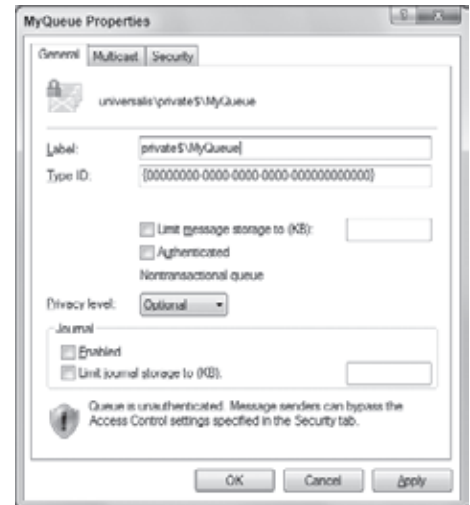 MyQueue Properties
General Multicast Security
universalis\private$\MyQueue
Label: private$\MyQueue
Type ID: {00000000-0000-0000-0000-000000000000}
Limit message storage to (KB):
Authenticated
Nontransactional queue
Privacy level: Optional
Journal
Enabled
Limit journal storage to (KB):
Queue is unauthenticated. Message senders can bypass the
Access Control settings specified in the Security tab.
OK Cancel Apply